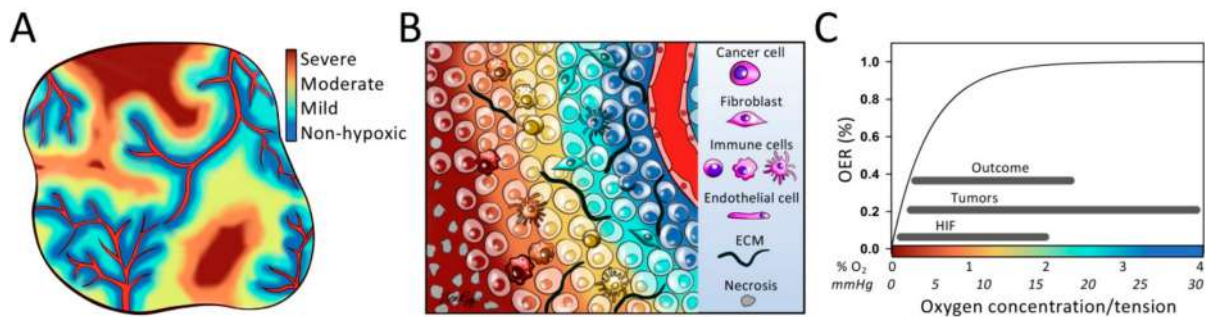 A
Severe
Moderate
Mild
Non-hypoxic
B
Cancer cell
Fibroblast
Immune cells
Endothelial cell
ECM
Necrosis
C
OER (%)
1.0
0.8
0.6
0.4
0.2
0.0
Outcome
Tumors
HIF
% O2 0 1 2 3 4
mmHg 0 5 10 15 20 25 30
Oxygen concentration/tension